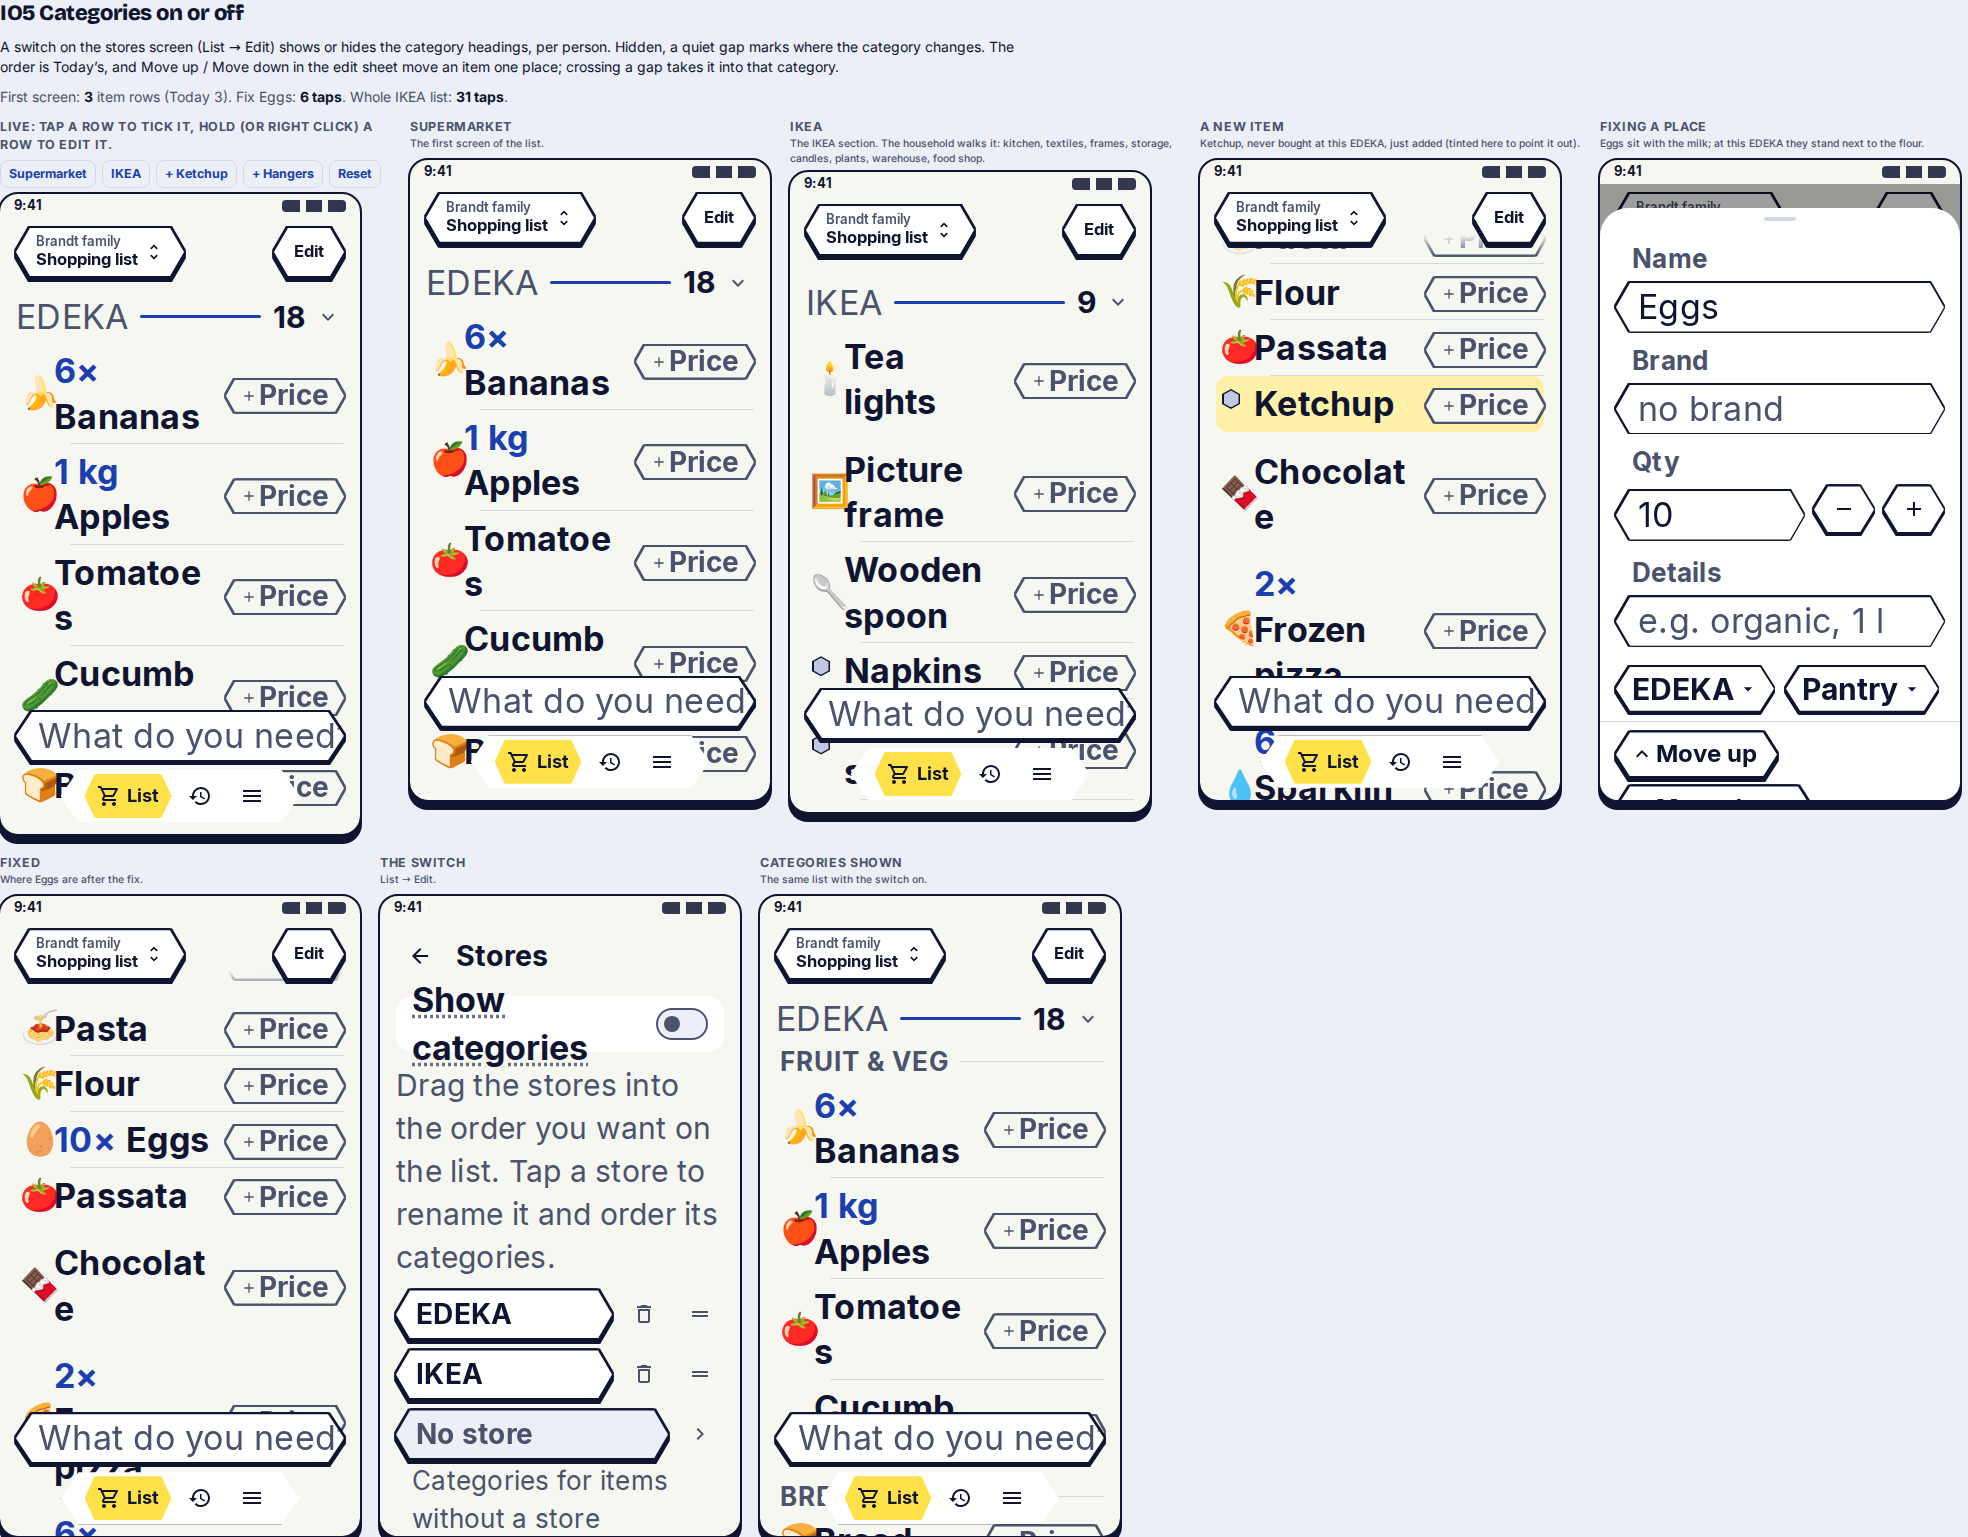 IO5 Categories on or off
A switch on the stores screen (List → Edit) shows or hides the category headings, per person. Hidden, a quiet gap marks where the category changes. The
order is Today's, and Move up / Move down in the edit sheet move an item one place; crossing a gap takes it into that category.
First screen: 3 item rows (Today 3). Fix Eggs: 6 taps. Whole IKEA list: 31 taps.
LIVE: TAP A ROW TO TICK IT, HOLD (OR RIGHT CLICK) A
ROW TO EDIT IT.
Supermarket
IKEA
+ Ketchup
+ Hangers
Reset
9:41
Brandt family
Shopping list
Edit
EDEKA 18
6×
Bananas
+ Price
1 kg
Apples
+ Price
Tomatoe
s
+ Price
Cucumb
+ Price
What do you need?
List
SUPERMARKET
The first screen of the list.
9:41
Brandt family
Shopping list
Edit
EDEKA 18
6×
Bananas
+ Price
1 kg
Apples
+ Price
Tomatoe
s
+ Price
Cucumb
+ Price
What do you need?
List
IKEA
The IKEA section. The household walks it: kitchen, textiles, frames, storage,
candles, plants, warehouse, food shop.
9:41
Brandt family
Shopping list
Edit
IKEA 9
Tea
lights
+ Price
Picture
frame
+ Price
Wooden
spoon
+ Price
Napkins
+ Price
What do you need?
List
A NEW ITEM
Ketchup, never bought at this EDEKA, just added (tinted here to point it out).
9:41
Brandt family
Shopping list
Edit
Flour
+ Price
Passata
+ Price
Ketchup
+ Price
Chocolat
e
+ Price
2×
Frozen
pizza
+ Price
What do you need?
6
Sparklin
+ Price
List
FIXING A PLACE
Eggs sit with the milk; at this EDEKA they stand next to the flour.
9:41
Brandt family
Name
Eggs
Brand
no brand
Qty
10
Details
e.g. organic, 1 l
EDEKA
Pantry
Move up
FIXED
Where Eggs are after the fix.
9:41
Brandt family
Shopping list
Edit
Pasta
+ Price
Flour
+ Price
10× Eggs
+ Price
Passata
+ Price
Chocolat
e
+ Price
2×
What do you need?
pizza
List
6×
THE SWITCH
List → Edit.
9:41
Stores
Show
categories
Drag the stores into
the order you want on
the list. Tap a store to
rename it and order its
categories.
EDEKA
IKEA
No store
Categories for items
without a store
CATEGORIES SHOWN
The same list with the switch on.
9:41
Brandt family
Shopping list
Edit
EDEKA 18
FRUIT & VEG
6×
Bananas
+ Price
1 kg
Apples
+ Price
Tomatoe
s
+ Price
Cucumb
What do you need?
BRE
List
Bread